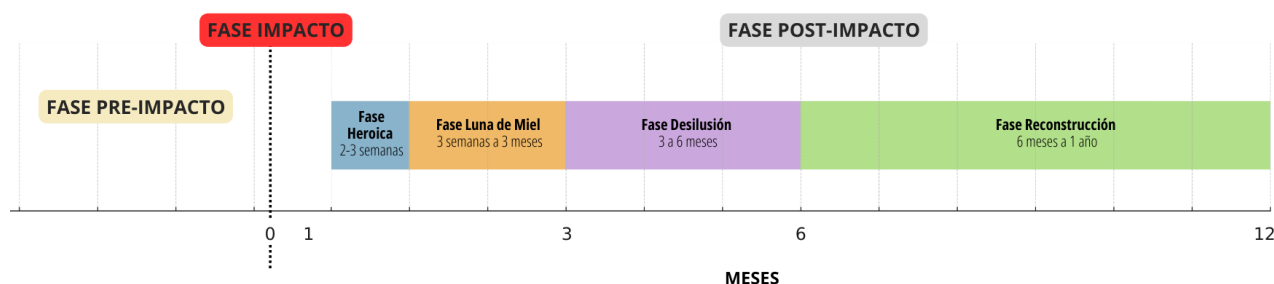 FASE IMPACTO
FASE POST-IMPACTO
FASE PRE-IMPACTO
Fase
Heroica
2-3 semanas
Fase Luna de Miel
3 semanas a 3 meses
Fase Desilusión
3 a 6 meses
Fase Reconstrucción
6 meses a 1 año
0 1 3 6 12
MESES